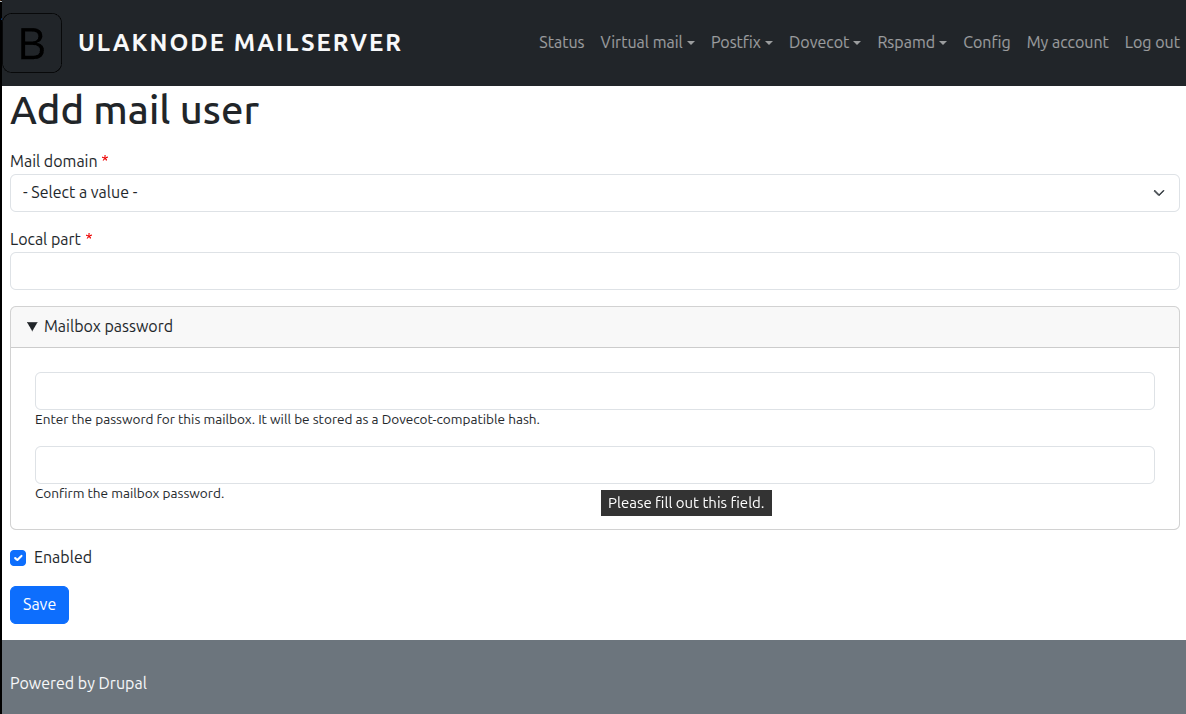 B ULAKNODE MAILSERVER Status Virtual mail Postfix Dovecot Rspamd Config My account Log out
Add mail user
Mail domain *
- Select a value -
Local part *
Mailbox password
Enter the password for this mailbox. It will be stored as a Dovecot-compatible hash.
Confirm the mailbox password.
Please fill out this field.
Enabled
Save
Powered by Drupal